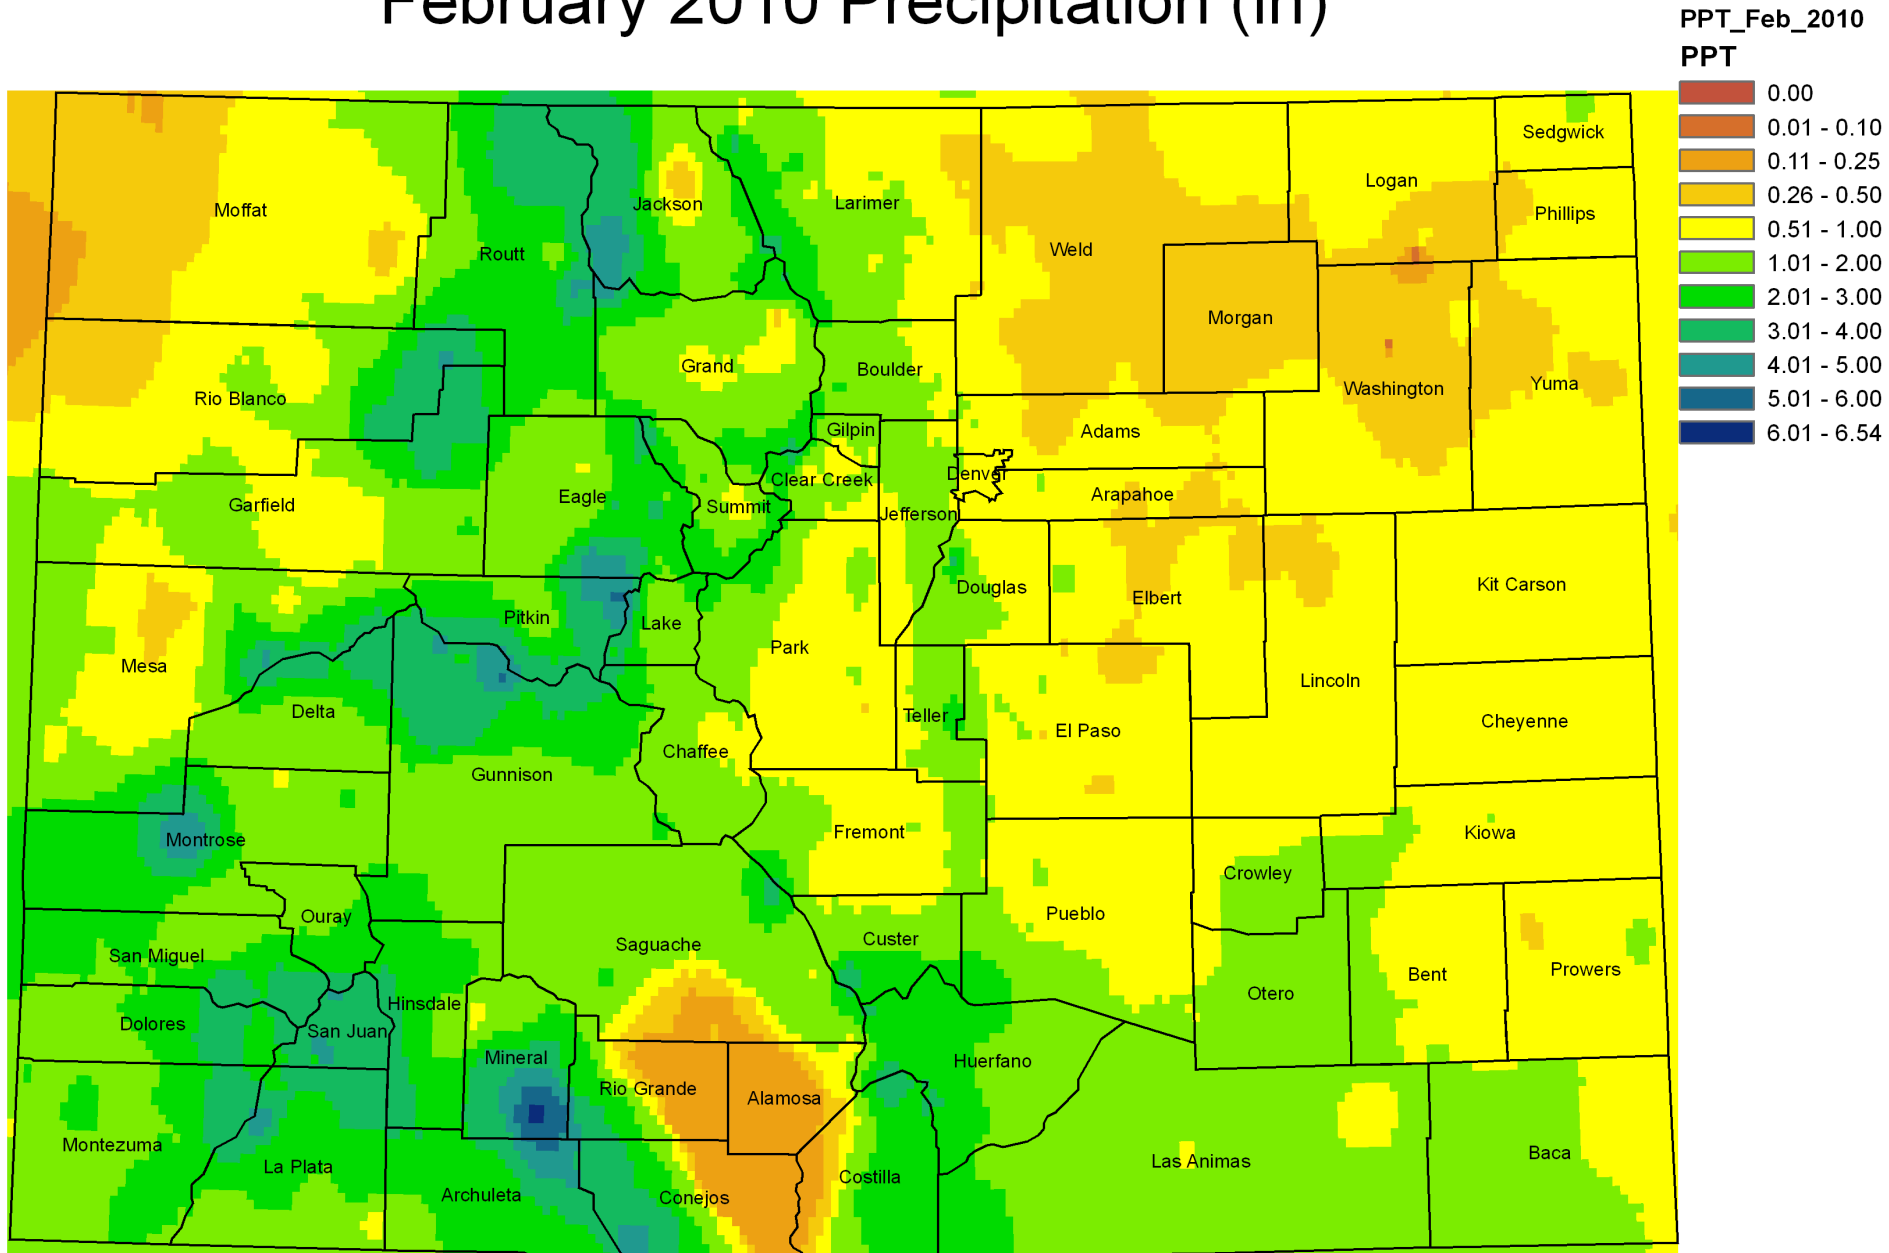 February 2010 Precipitation (in)
PPT_Feb_2010
PPT
0.00
0.01 - 0.10
0.11 - 0.25
0.26 - 0.50
0.51 - 1.00
1.01 - 2.00
2.01 - 3.00
3.01 - 4.00
4.01 - 5.00
5.01 - 6.00
6.01 - 6.54
Sedgwick
Logan
Moffat
Jackson
Larimer
Phillips
Routt
Weld
Morgan
Grand
Boulder
Rio Blanco
Washington
Yuma
Gilpin
Adams
Clear Creek
Denver
Garfield
Eagle
Summit
Arapahoe
Jefferson
Douglas
Elbert
Kit Carson
Pitkin
Lake
Park
Mesa
Lincoln
Delta
Teller
El Paso
Cheyenne
Chaffee
Gunnison
Montrose
Fremont
Kiowa
Crowley
Ouray
Pueblo
San Miguel
Saguache
Custer
Bent
Prowers
Otero
Hinsdale
Dolores
San Juan
Mineral
Huerfano
Rio Grande
Alamosa
Montezuma
La Plata
Las Animas
Baca
Costilla
Archuleta
Conejos